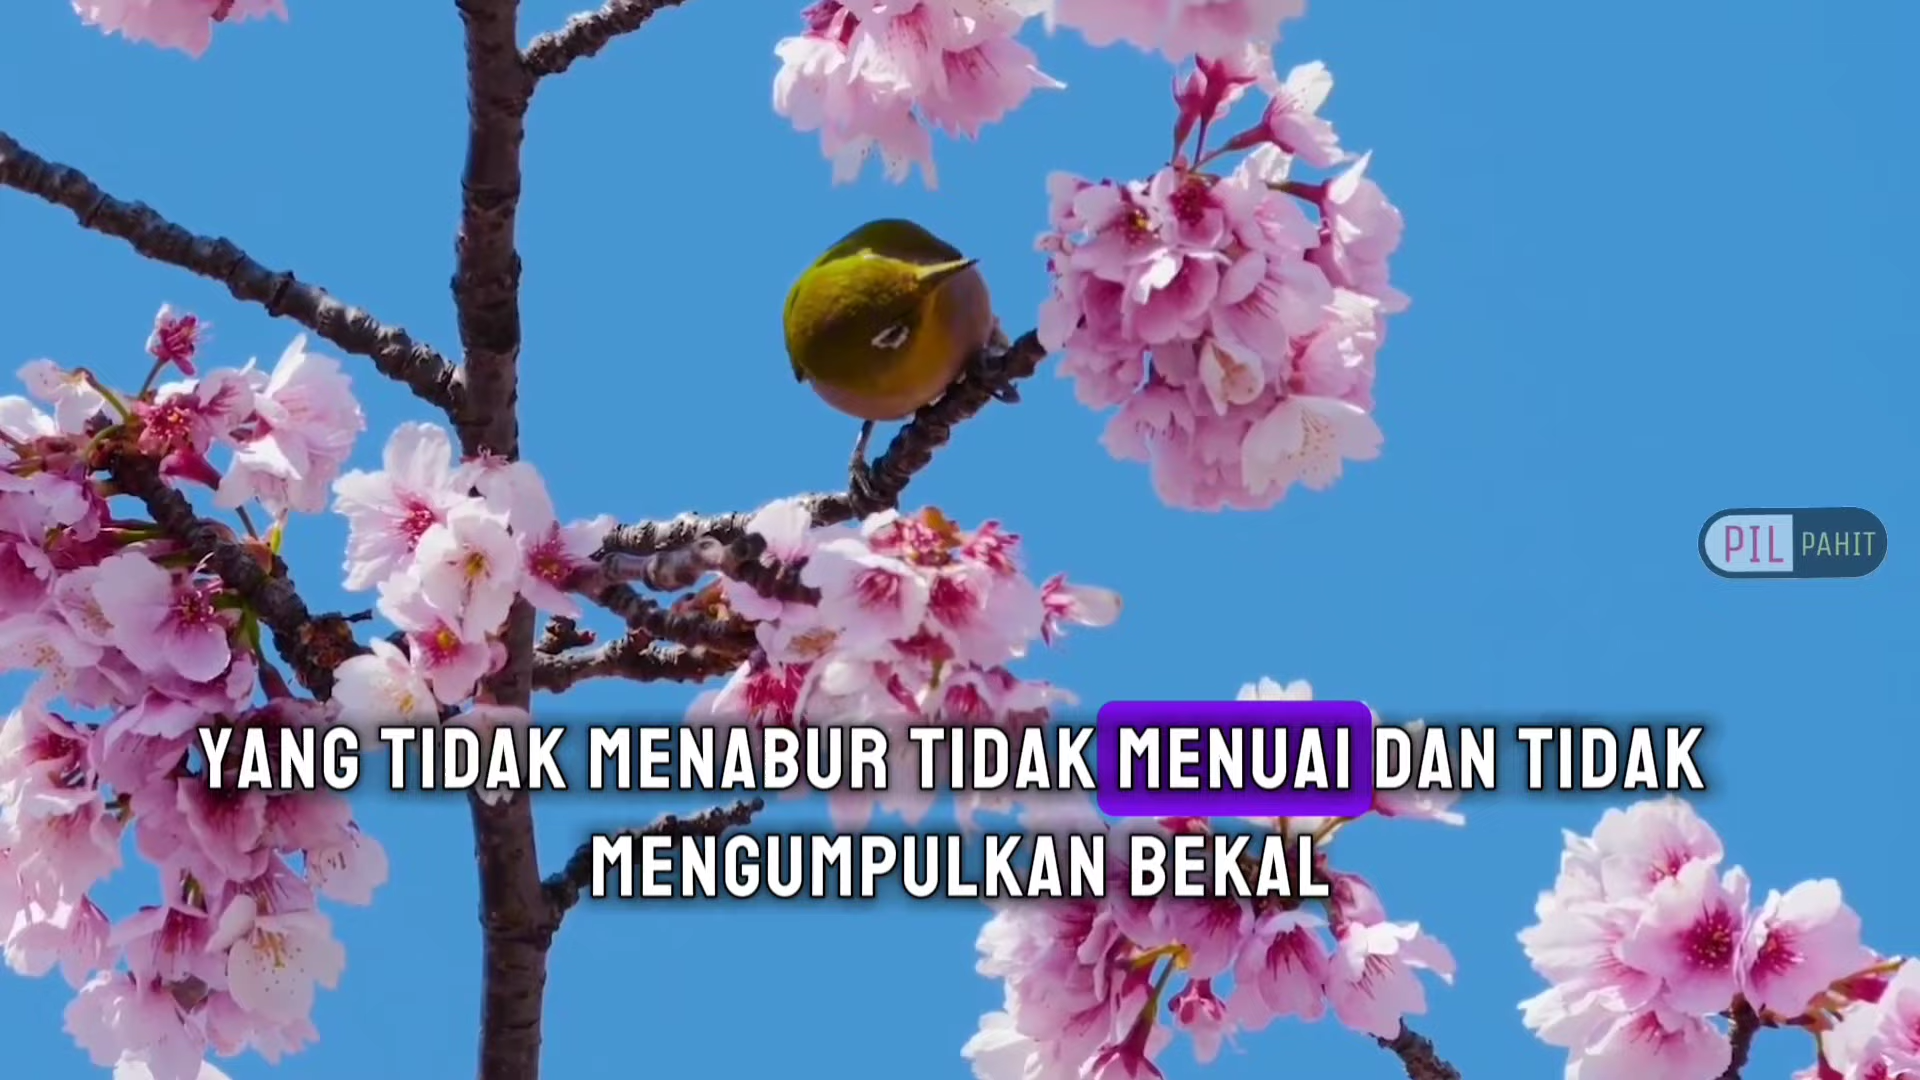 PIL PAHIT
YANG TIDAK MENABUR TIDAK MENUAI DAN TIDAK
MENGUMPULKAN BEKAL